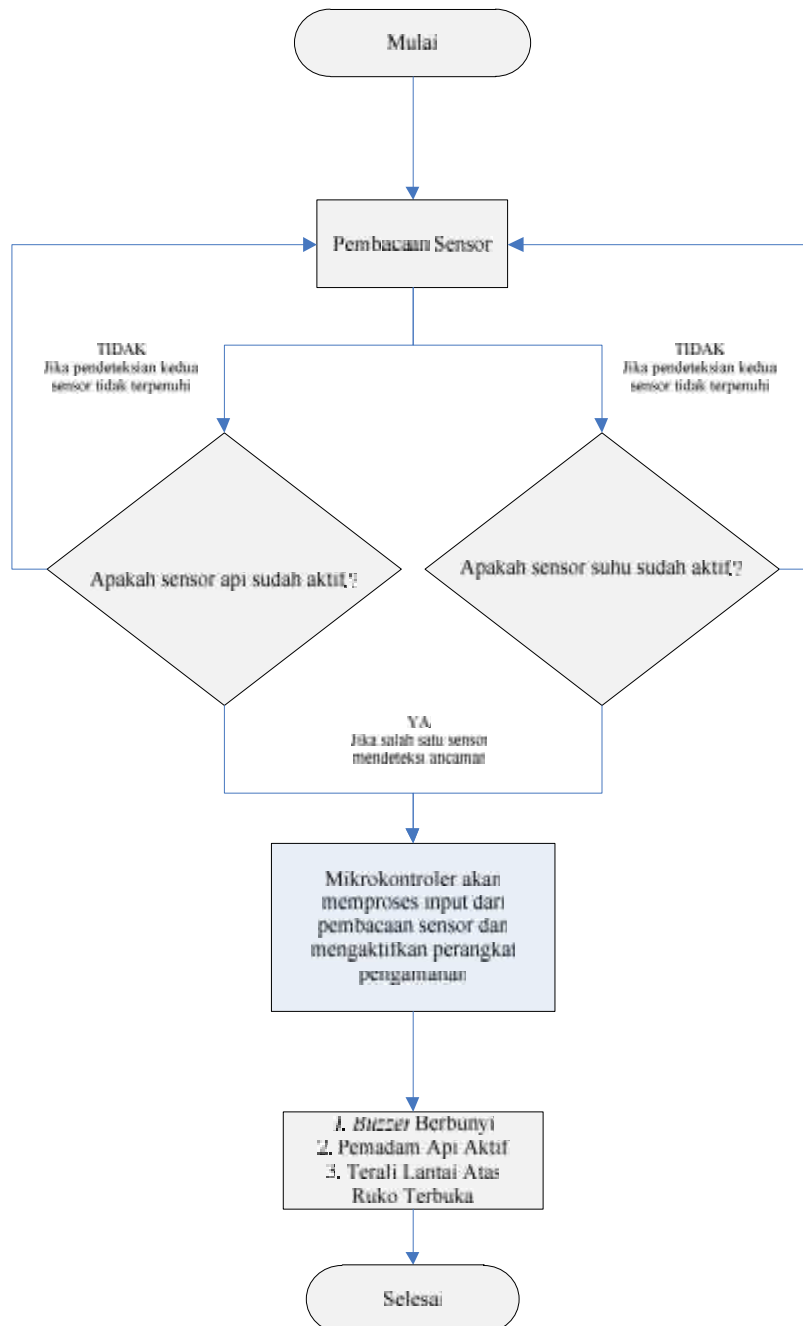 Mulai
Pembacaan Sensor
TIDAK
Jika pendeteksian kedua
sensor tidak terpenuhi
TIDAK
Jika pendeteksian kedua
sensor tidak terpenuhi
Apakah sensor api sudah aktif?
Apakah sensor suhu sudah aktif?
YA
Jika salah satu sensor
mendeteksi ancaman
Mikrokontroler akan
memproses input dari
pembacaan sensor dan
mengaktifkan perangkat
pengamanan
1. Buzzer Berbunyi
2. Pemadam Api Aktif
3. Terali Lantai Atas
Ruko Terbuka
Selesai